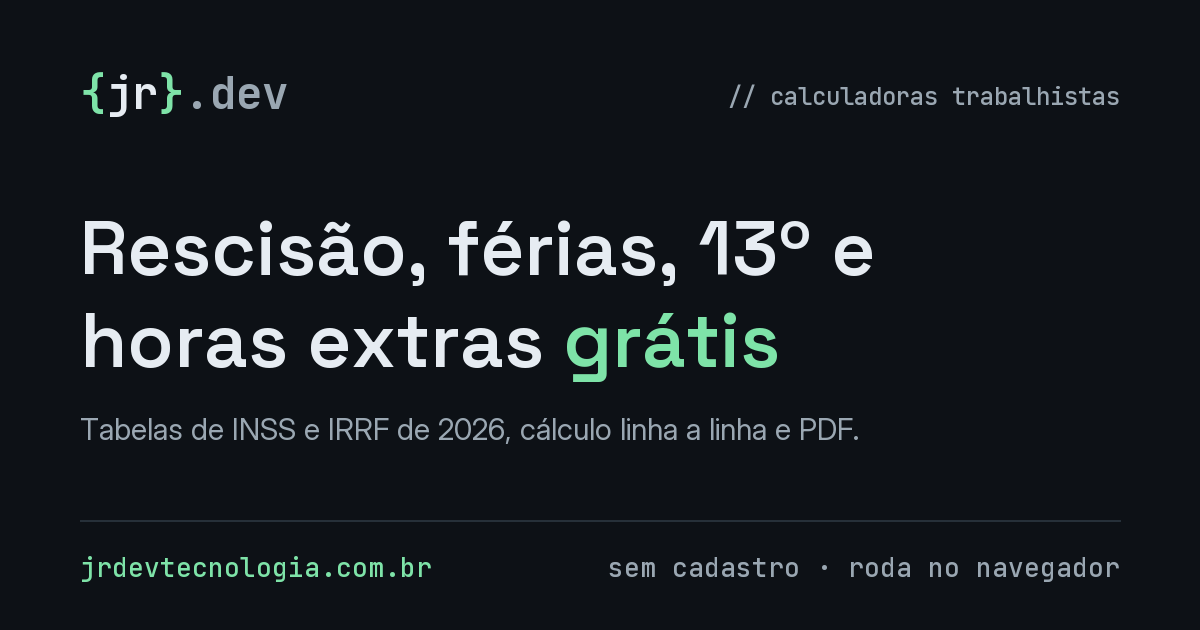 {jr}.dev
// calculadoras trabalhistas
Rescisão, férias, 13º e
horas extras grátis
Tabelas de INSS e IRRF de 2026, cálculo linha a linha e PDF.
jrdevtecnologia.com.br
sem cadastro · roda no navegador